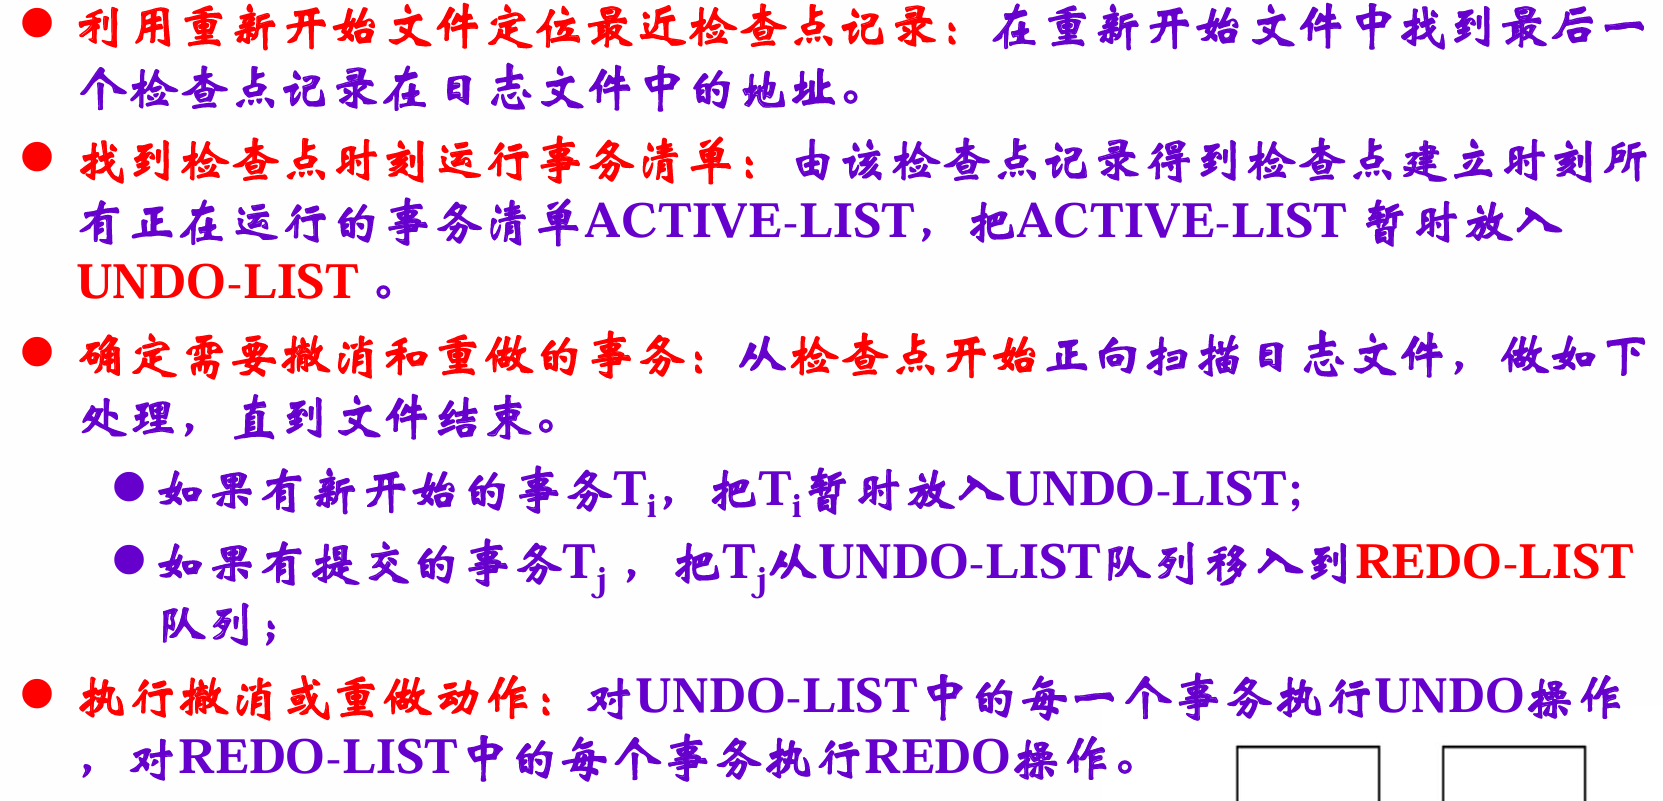 ● 利用重新开始文件定位最近检查点记录：在重新开始文件中找到最后一
个检查点记录在日志文件中的地址。
● 找到检查点时刻运行事务清单：由该检查点记录得到检查点建立时刻所
有正在运行的事务清单ACTIVE-LIST，把ACTIVE-LIST 暂时放入
UNDO-LIST 。
● 确定需要撤消和重做的事务：从检查点开始正向扫描日志文件，做如下
处理，直到文件结束。
● 如果有新开始的事务Ti，把Ti暂时放入UNDO-LIST;
● 如果有提交的事务Tj ，把Tj从UNDO-LIST队列移入到REDO-LIST
队列；
● 执行撤消或重做动作：对UNDO-LIST中的每一个事务执行UNDO操作
，对REDO-LIST中的每个事务执行REDO操作。